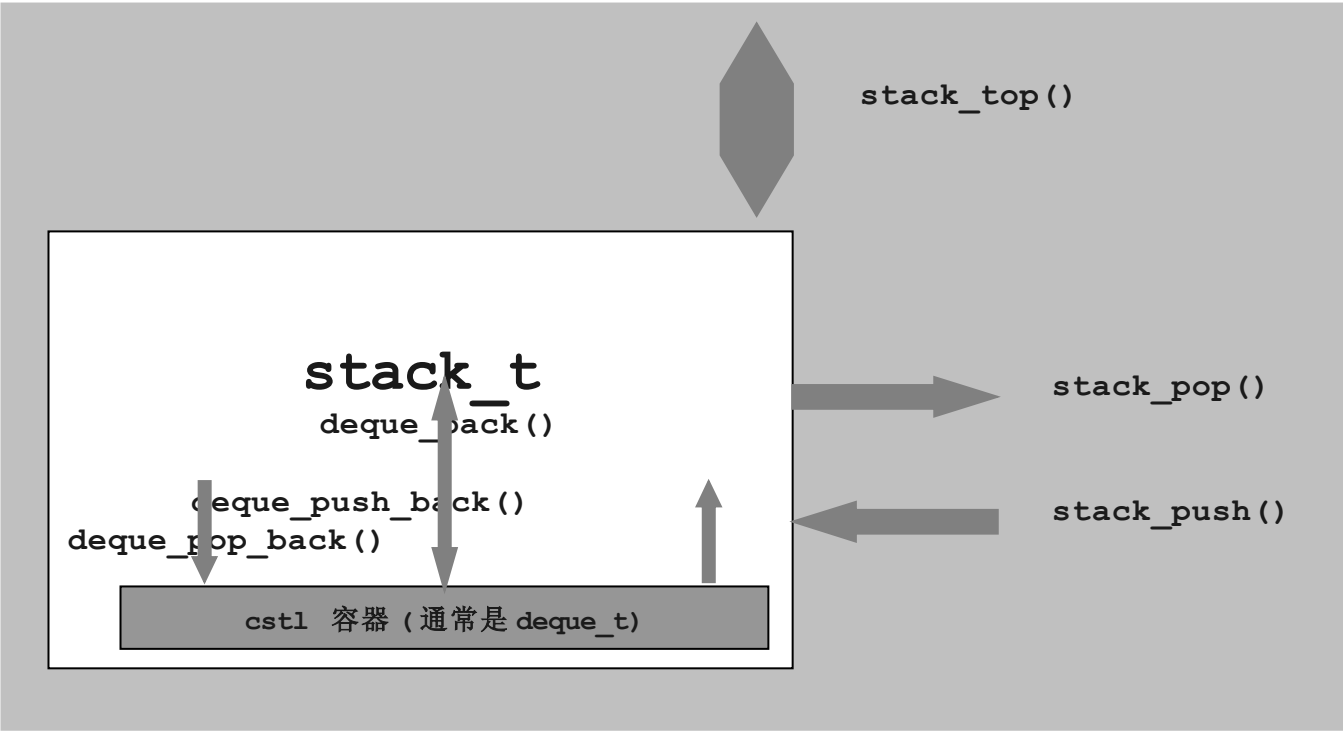 stack_top()
stack_t
stack_pop()
deque_back()
deque_push_back()
stack_push()
deque_pop_back()
cstl 容器 (通常是 deque_t)